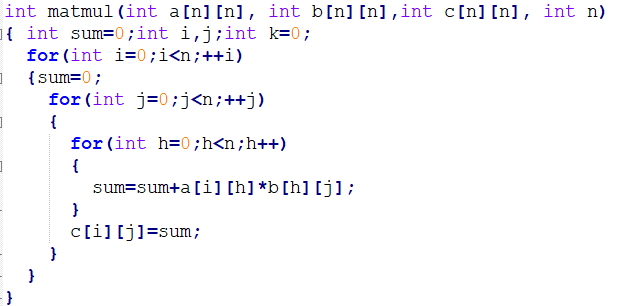 int matmul(int a[n][n], int b[n][n],int c[n][n], int n)
{ int sum=0;int i,j;int k=0;
for(int i=0;i<n;++i)
{sum=0;
for(int j=0;j<n;++j)
{
for(int h=0;h<n;h++)
{
sum=sum+a[i][h]*b[h][j];
}
c[i][j]=sum;
}
}
}